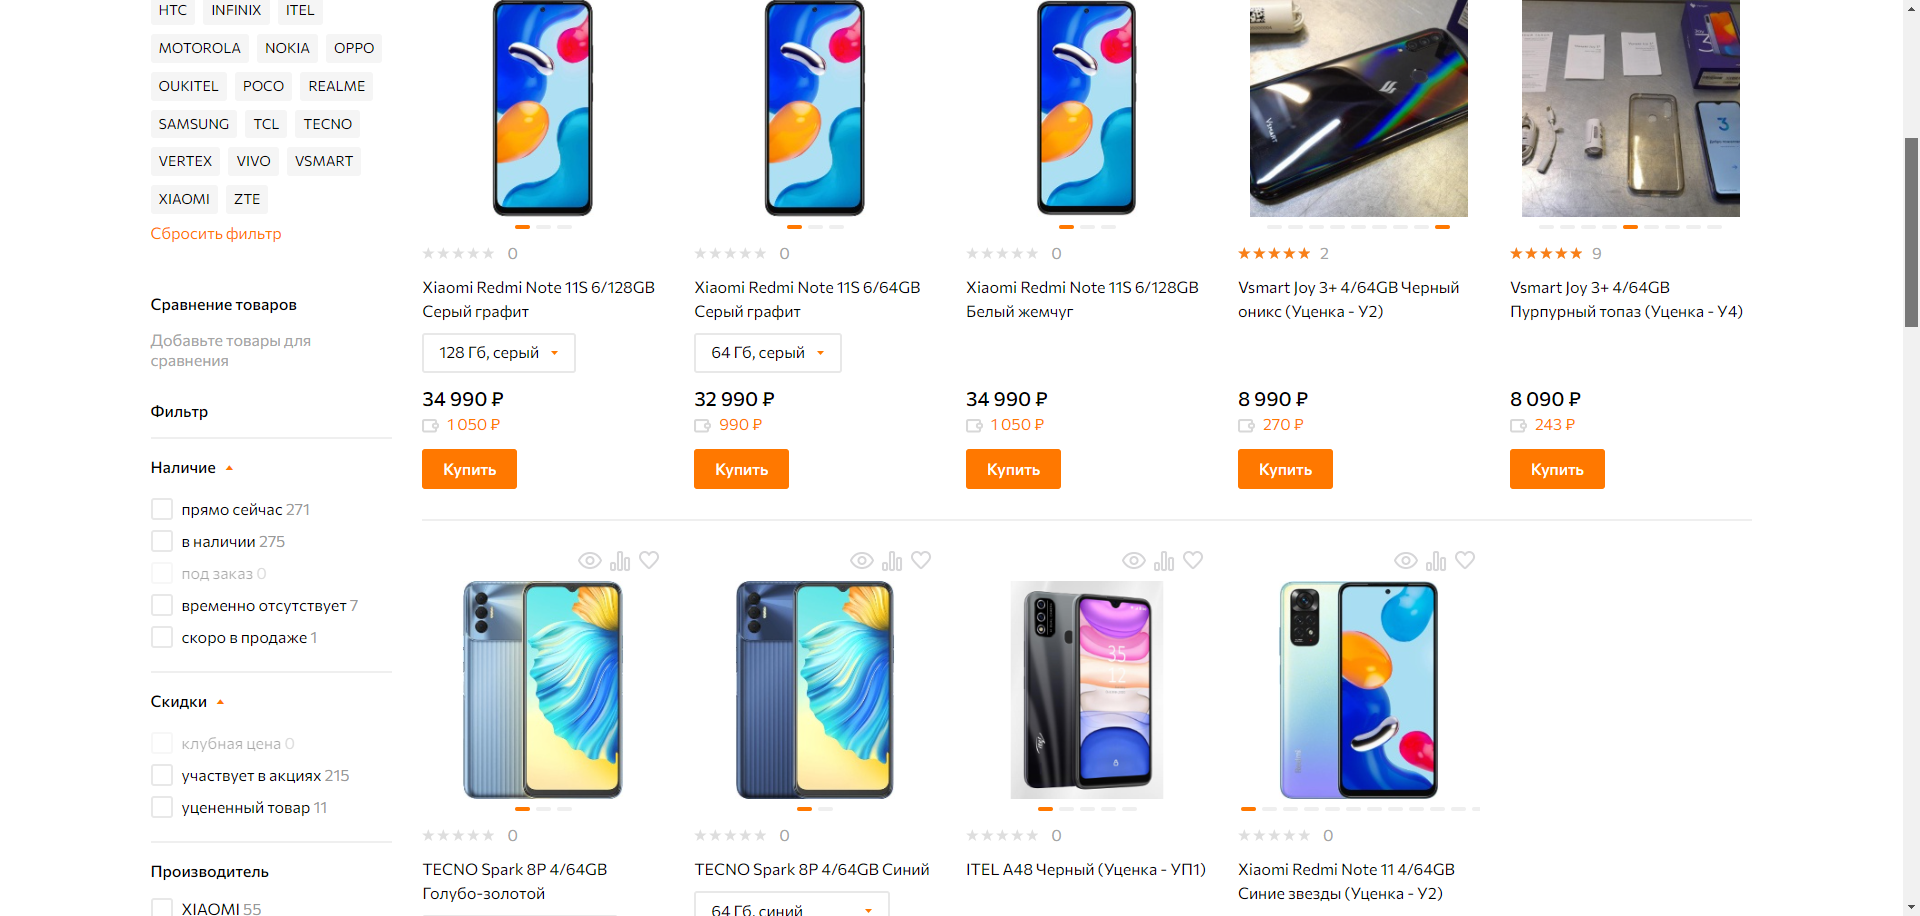 HTC INFINIX ITEL
MOTOROLA NOKIA OPPO
OUKITEL POCO REALME
SAMSUNG TCL TECNO
VERTEX VIVO VSMART
XIAOMI ZTE
Сбросить фильтр
Сравнение товаров
Добавьте товары для
сравнения
Фильтр
Наличие
прямо сейчас 271
в наличии 275
под заказ 0
временно отсутствует 7
скоро в продаже 1
Скидки
клубная цена 0
участвует в акциях 215
уцененный товар 11
Производитель
XIAOMI 55
0
Xiaomi Redmi Note 11S 6/128GB
Серый графит
128 Гб, серый
34 990 ₽
1 050 ₽
Купить
0
Xiaomi Redmi Note 11S 6/64GB
Серый графит
64 Гб, серый
32 990 ₽
990 ₽
Купить
0
Xiaomi Redmi Note 11S 6/128GB
Белый жемчуг
34 990 ₽
1 050 ₽
Купить
Vsmart
2
Vsmart Joy 3+ 4/64GB Черный
оникс (Уценка - У2)
8 990 ₽
270 ₽
Купить
3
9
Vsmart Joy 3+ 4/64GB
Пурпурный топаз (Уценка - У4)
8 090 ₽
243 ₽
Купить
0
TECNO Spark 8P 4/64GB
Голубо-золотой
0
TECNO Spark 8P 4/64GB Синий
64 Гб, синий
35
12
itel
0
ITEL A48 Черный (Уценка - УП1)
Redmi
0
Xiaomi Redmi Note 11 4/64GB
Синие звезды (Уценка - У2)